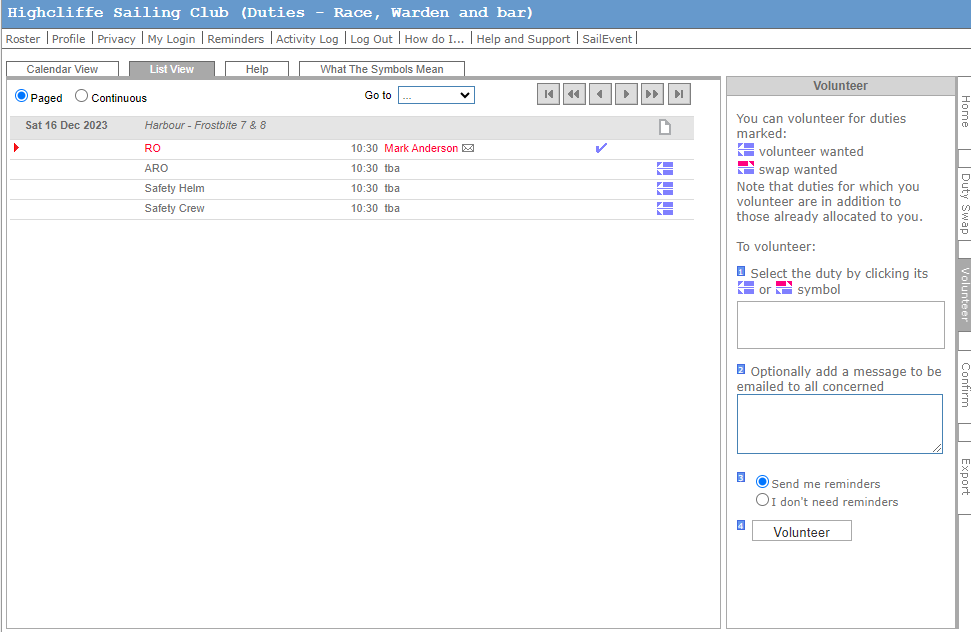 Highcliffe Sailing Club (Duties - Race, Warden and bar)
Roster | Profile | Privacy | My Login | Reminders | Activity Log | Log Out | How do I... | Help and Support | SailEvent |
Calendar View List View Help What The Symbols Mean
Paged Continuous Go to ...
Sat 16 Dec 2023 Harbour - Frostbite 7 & 8
RO 10:30 Mark Anderson
ARO 10:30 tba
Safety Helm 10:30 tba
Safety Crew 10:30 tba
Volunteer
You can volunteer for duties
marked:
volunteer wanted
swap wanted
Note that duties for which you
volunteer are in addition to
those already allocated to you.
To volunteer:
1 Select the duty by clicking its
or symbol
2 Optionally add a message to be
emailed to all concerned
3 Send me reminders
I don't need reminders
4 Volunteer
Home
Duty Swap
Volunteer
Confirm
Export